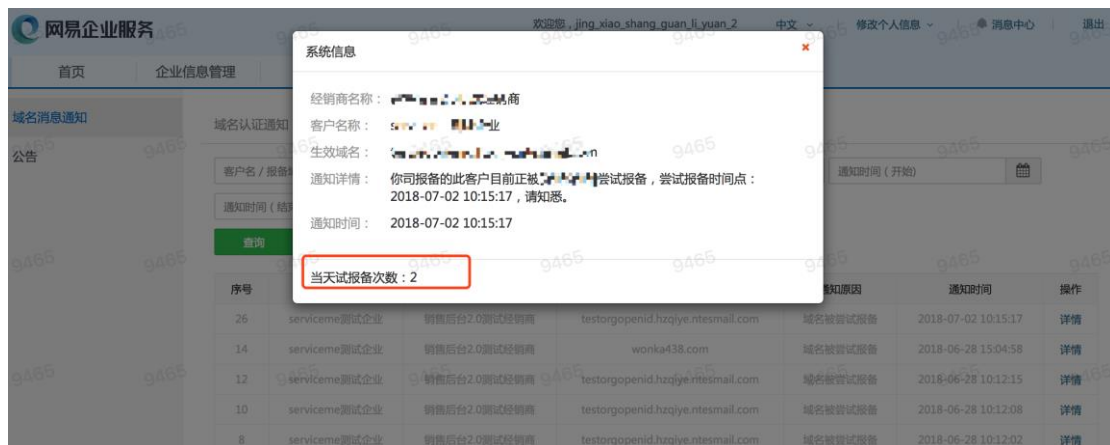 网易企业服务
欢迎您 , jing_xiao_shang_guan_li_yuan_2
中文
修改个人信息
消息中心
退出
首页
企业信息管理
系统信息
经销商名称：
商
客户名称：
业
生效域名：
通知详情：
你司报备的此客户目前正被
尝试报备，尝试报备时间点：
2018-07-02 10:15:17，请知悉。
通知时间：
2018-07-02 10:15:17
当天试报备次数：2
域名消息通知
公告
域名认证通知
客户名 / 报备
通知时间 ( 开始)
通知时间 ( 结
查询
序号
通知原因
通知时间
操作
26 serviceme测试企业 销售后台2.0测试经销商 testorgopenid.hzqiye.ntesmail.com 域名被尝试报备 2018-07-02 10:15:17 详情
14 serviceme测试企业 销售后台2.0测试经销商 wonka438.com 域名被尝试报备 2018-06-28 15:04:58 详情
12 serviceme测试企业 销售后台2.0测试经销商 testorgopenid.hzqiye.ntesmail.com 域名被尝试报备 2018-06-28 10:12:15 详情
10 serviceme测试企业 销售后台2.0测试经销商 testorgopenid.hzqiye.ntesmail.com 域名被尝试报备 2018-06-28 10:12:08 详情
8 serviceme测试企业 销售后台2.0测试经销商 testorgopenid.hzqiye.ntesmail.com 域名被尝试报备 2018-06-28 10:12:02 详情